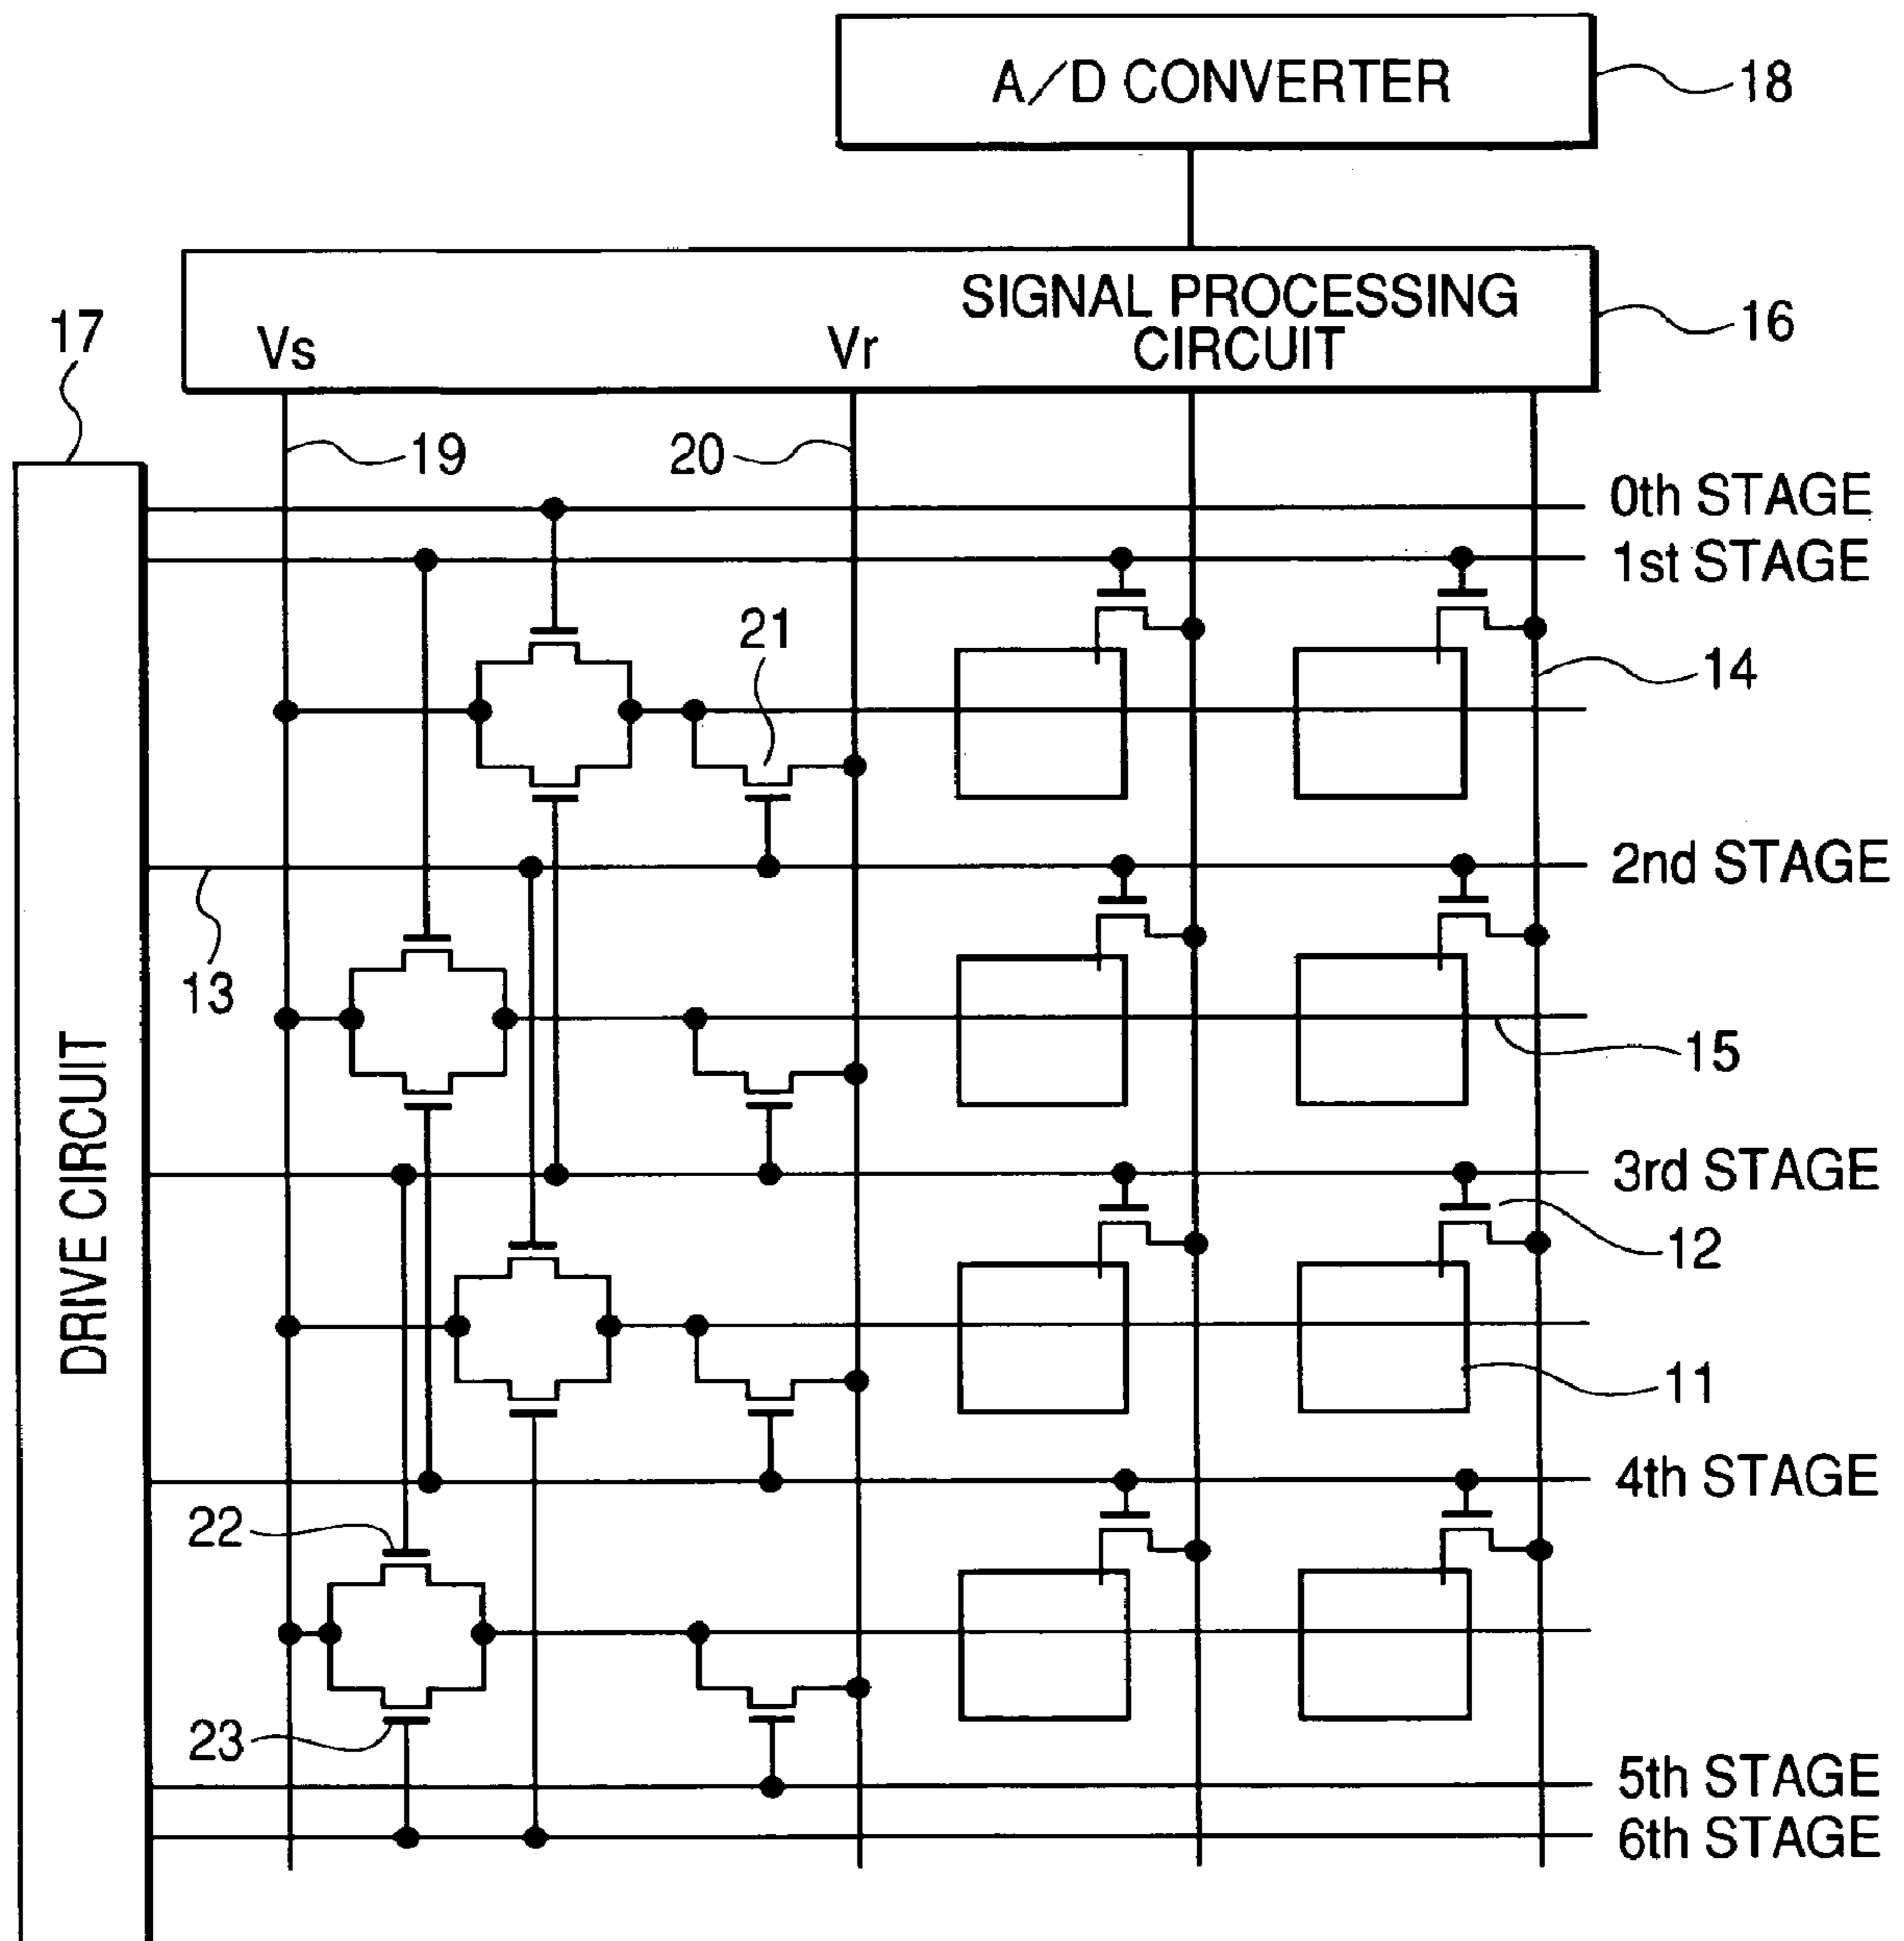 A/D CONVERTER
18
SIGNAL PROCESSING
CIRCUIT
Vs
Vr
16
17
19
20
0th STAGE
1st STAGE
21
14
2nd STAGE
13
15
DRIVE CIRCUIT
3rd STAGE
12
11
4th STAGE
22
23
5th STAGE
6th STAGE